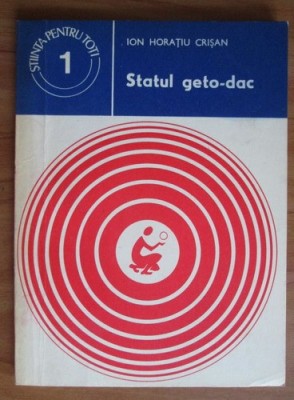 ȘTIINȚA PENTRU TOȚI
1
ION HORAȚIU CRIȘAN
Statul geto-dac